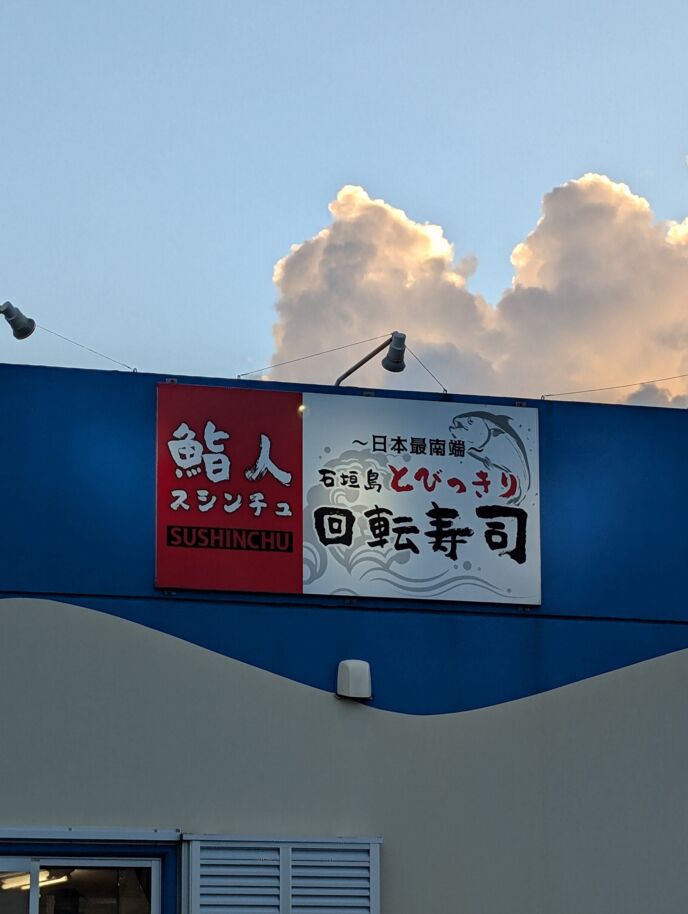 鮨人
スシンチュ
SUSHINCHU
～日本最南端
石垣島とびっきり
回転寿司